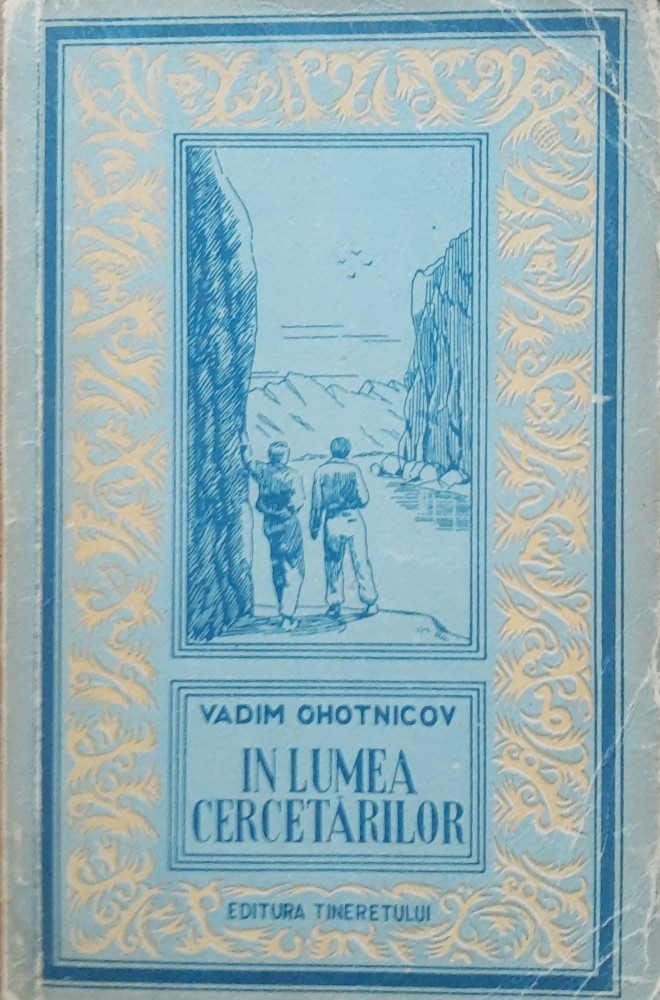 VADIM OHOTNICOV
IN LUMEA
CERCETĂRILOR
EDITURA TINERETULUI